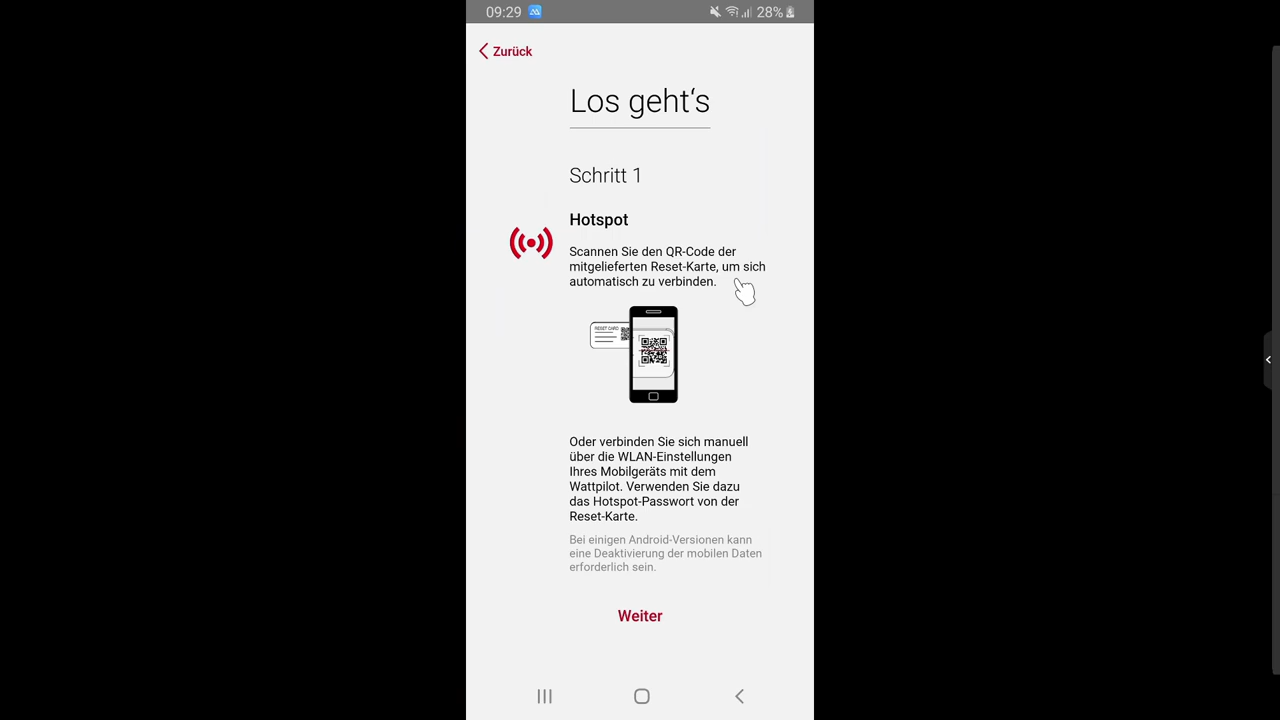 09:29
28%
Zurück
Los geht‘s
Schritt 1
Hotspot
Scannen Sie den QR-Code der
mitgelieferten Reset-Karte, um sich
automatisch zu verbinden.
RESET CARD
Oder verbinden Sie sich manuell
über die WLAN-Einstellungen
Ihres Mobilgeräts mit dem
Wattpilot. Verwenden Sie dazu
das Hotspot-Passwort von der
Reset-Karte.
Bei einigen Android-Versionen kann
eine Deaktivierung der mobilen Daten
erforderlich sein.
Weiter